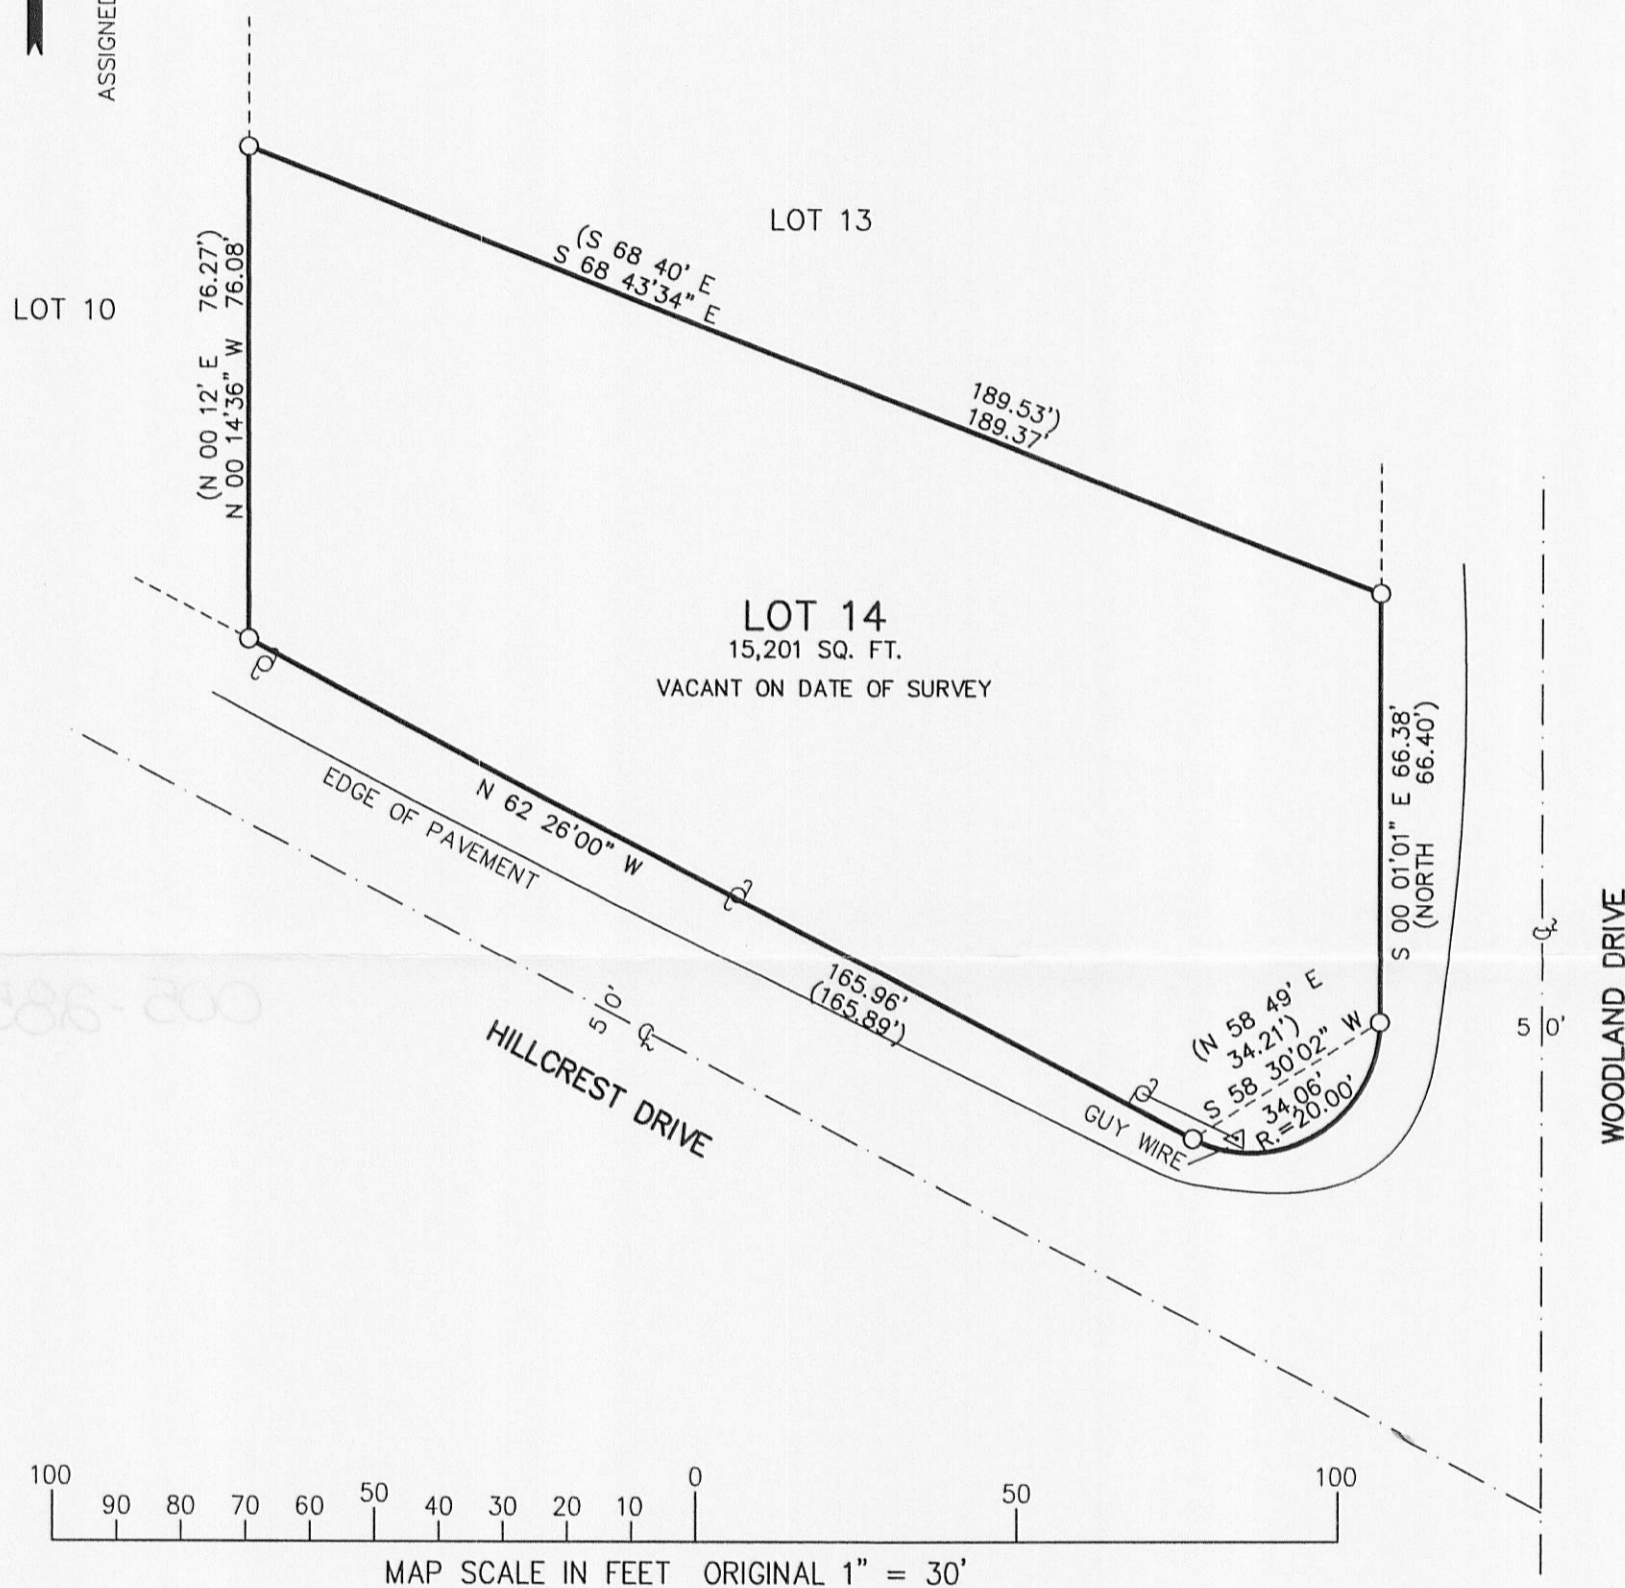 ASSIGNED
LOT 13
(S 68 40' E
S 68 43'34" E
189.53')
189.37'
LOT 10
(N 00 12' E 76.27')
N 00 14'36" W 76.08'
LOT 14
15,201 SQ. FT.
VACANT ON DATE OF SURVEY
S 00 01'01" E 66.38'
(NORTH 66.40')
EDGE OF PAVEMENT
N 62 26'00" W
165.96'
(165.89')
50'
HILLCREST DRIVE
(N 58 49' E
34.21')
S 58 30'02" W
34.06'
R.=20.00'
GUY WIRE
50'
WOODLAND DRIVE
100 90 80 70 60 50 40 30 20 10 0 50 100
MAP SCALE IN FEET ORIGINAL 1" = 30'